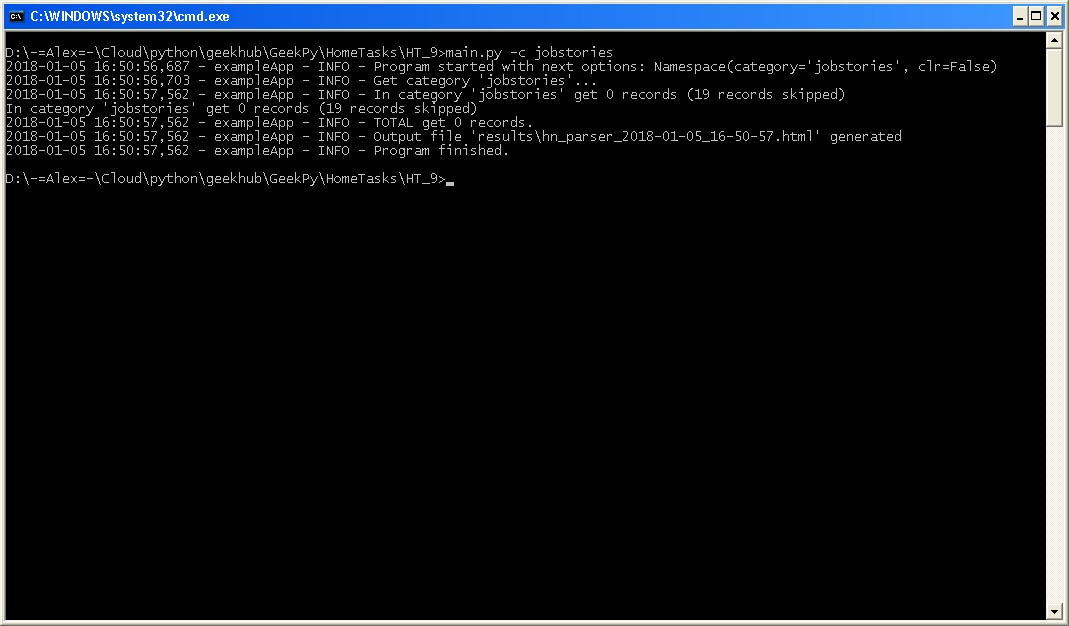 C:\WINDOWS\system32\cmd.exe
D:\-=Alex=-\Cloud\python\geekhub\GeekPy\HomeTasks\HT_9>main.py -c jobstories
2018-01-05 16:50:56,687 - exampleApp - INFO - Program started with next options: Namespace(category='jobstories', clr=False)
2018-01-05 16:50:56,703 - exampleApp - INFO - Get category 'jobstories'...
2018-01-05 16:50:57,562 - exampleApp - INFO - In category 'jobstories' get 0 records (19 records skipped)
In category 'jobstories' get 0 records (19 records skipped)
2018-01-05 16:50:57,562 - exampleApp - INFO - TOTAL get 0 records.
2018-01-05 16:50:57,562 - exampleApp - INFO - Output file 'results\hn_parser_2018-01-05_16-50-57.html' generated
2018-01-05 16:50:57,562 - exampleApp - INFO - Program finished.
D:\-=Alex=-\Cloud\python\geekhub\GeekPy\HomeTasks\HT_9>